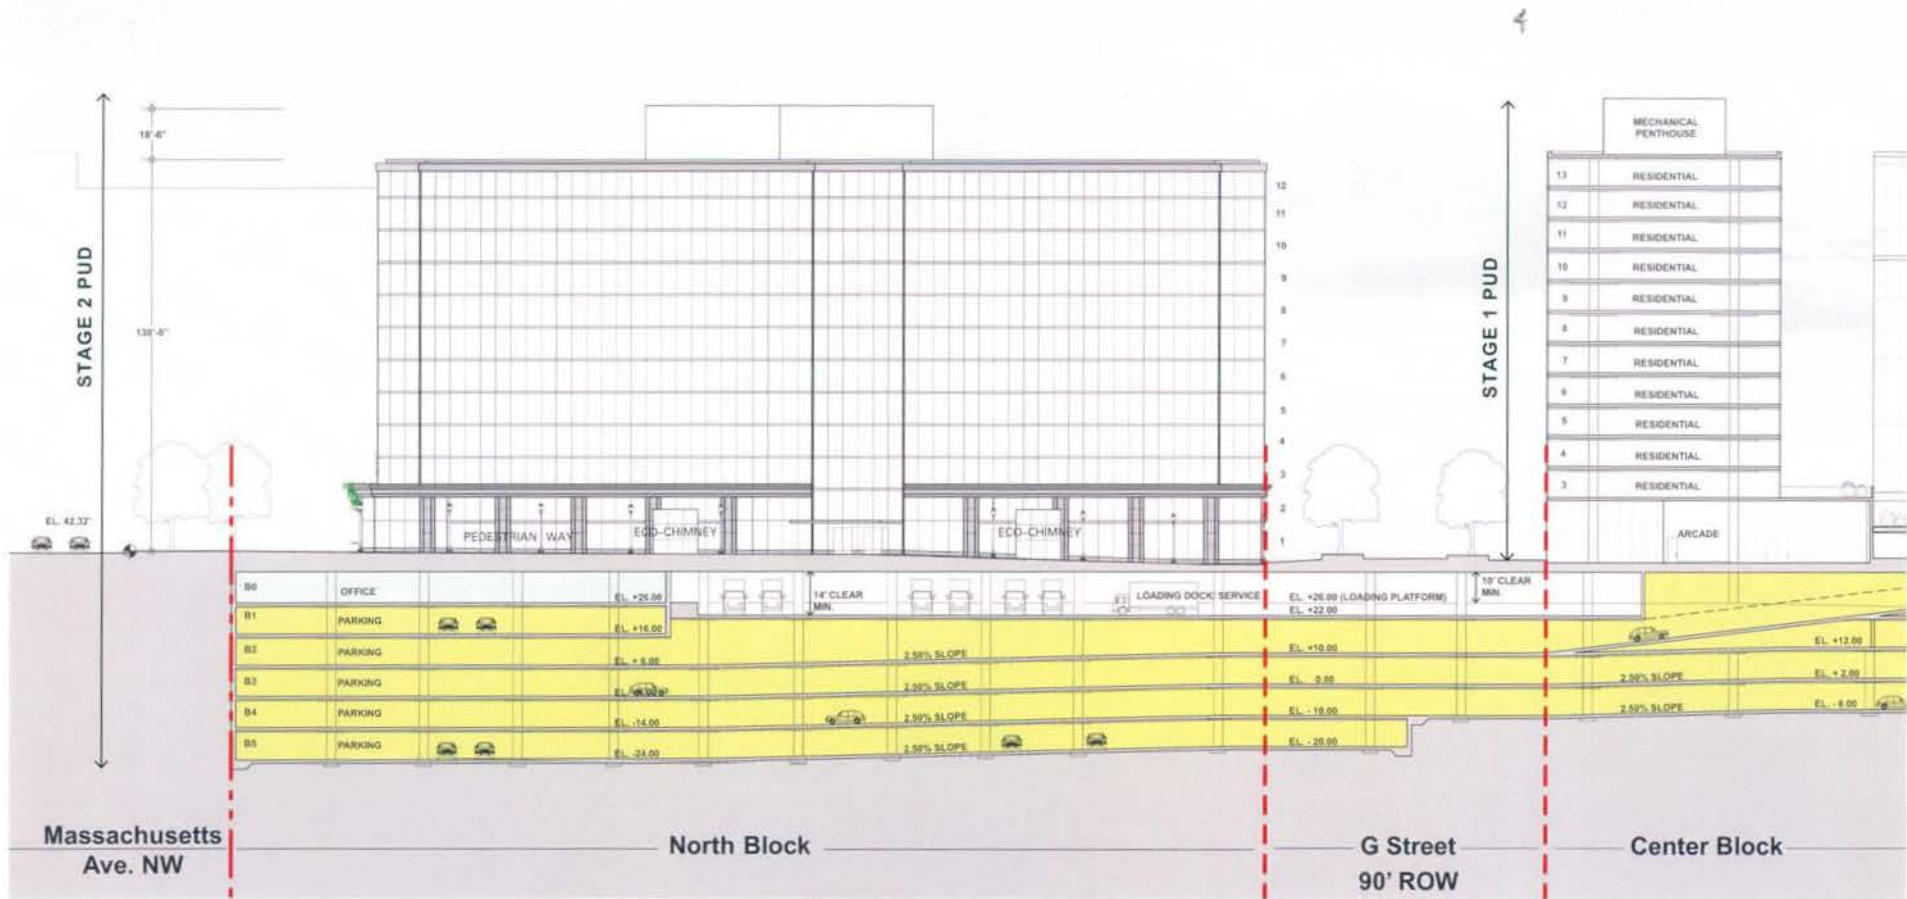 MECHANICAL
PENTHOUSE
18'-6"
STAGE 2 PUD
EL. 42.32'
12
11
10
9
8
7
6
5
4
3
2
1
STAGE 1 PUD
13 RESIDENTIAL
12 RESIDENTIAL
11 RESIDENTIAL
10 RESIDENTIAL
9 RESIDENTIAL
8 RESIDENTIAL
7 RESIDENTIAL
6 RESIDENTIAL
5 RESIDENTIAL
4 RESIDENTIAL
3 RESIDENTIAL
ARCADE
PEDESTRIAN WAY
ECO-CHIMNEY
ECO-CHIMNEY
B0 OFFICE EL. +26.00
14' CLEAR
MIN.
LOADING DOCK SERVICE
EL. +26.00 (LOADING PLATFORM)
EL. +22.00
10' CLEAR
MIN.
B1 PARKING EL. +16.00
B2 PARKING EL. + 6.00 2.50% SLOPE EL. +10.00 EL. +12.00
B3 PARKING 2.50% SLOPE EL. 0.00 2.50% SLOPE EL. + 2.00
B4 PARKING EL. -14.00 2.50% SLOPE EL. - 10.00 2.50% SLOPE EL. - 8.00
B5 PARKING EL. -24.00 2.50% SLOPE EL. - 20.00
Massachusetts
Ave. NW
North Block
G Street
90' ROW
Center Block